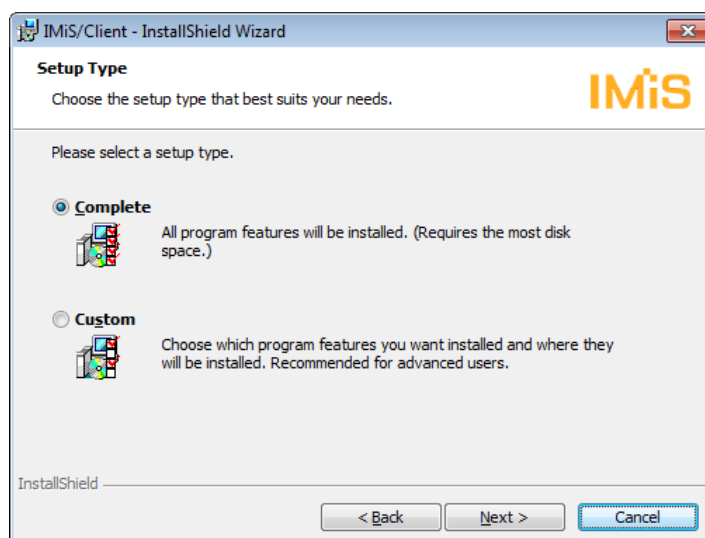 IMiS/Client - InstallShield Wizard
Setup Type
Choose the setup type that best suits your needs.
IMiS
Please select a setup type.
Complete
All program features will be installed. (Requires the most disk
space.)
Custom
Choose which program features you want installed and where they
will be installed. Recommended for advanced users.
InstallShield
< Back
Next >
Cancel